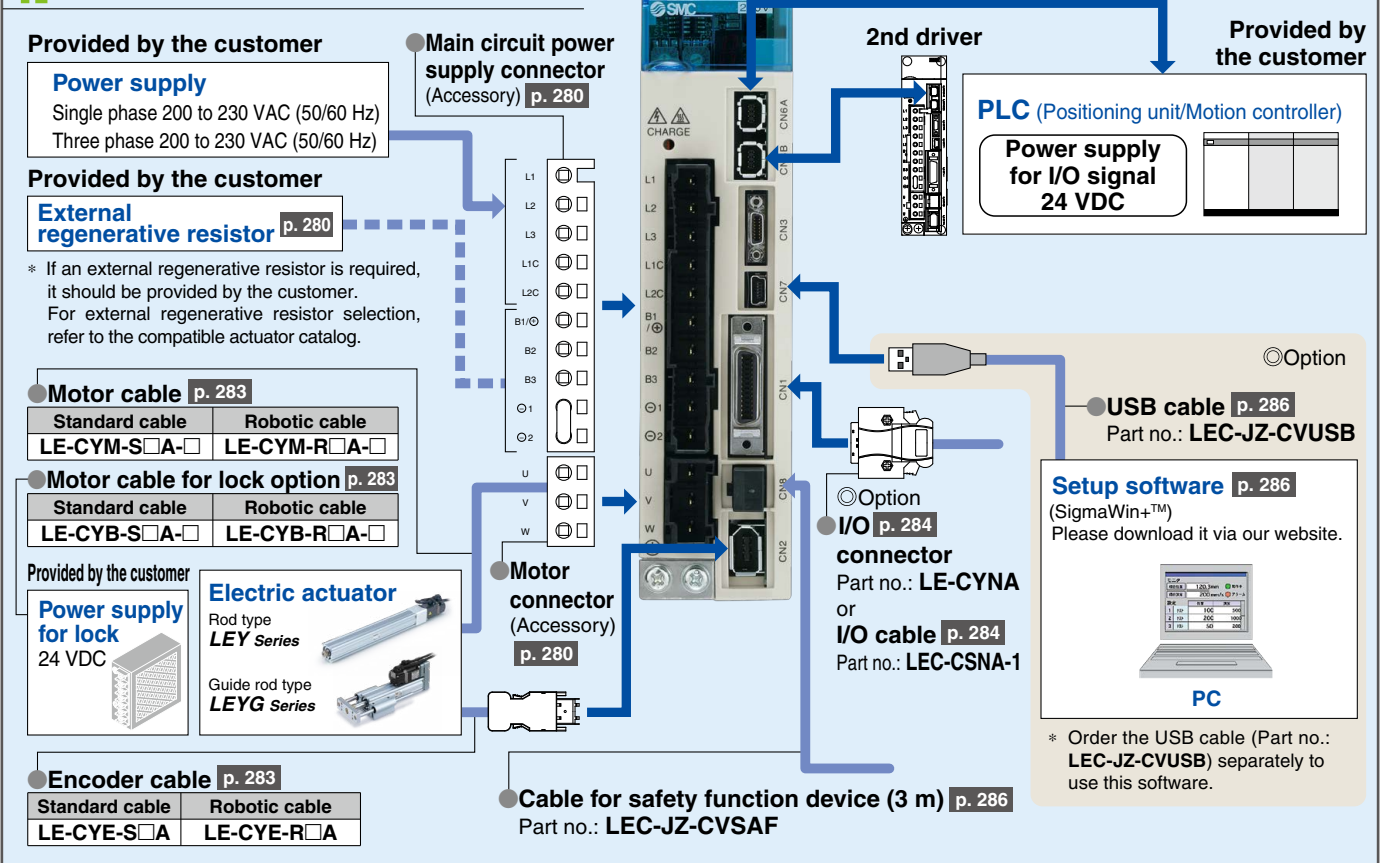 SMC
Provided by the customer
Power supply
Single phase 200 to 230 VAC (50/60 Hz)
Three phase 200 to 230 VAC (50/60 Hz)
Provided by the customer
External
regenerative resistor p. 280
* If an external regenerative resistor is required,
it should be provided by the customer.
For external regenerative resistor selection,
refer to the compatible actuator catalog.
Main circuit power
supply connector
(Accessory) p. 280
L1
L2
L3
L1C
L2C
B1/⊕
B2
B3
⊖1
⊖2
U
V
W
CHARGE
L1
L2
L3
L1C
L2C
B1
/⊕
B2
B3
⊖1
⊖2
U
V
W
CN6A
CN3
CN7
CN1
CN8
CN2
2nd driver
Provided by
the customer
PLC (Positioning unit/Motion controller)
Power supply
for I/O signal
24 VDC
Motor cable p. 283
Standard cable Robotic cable
LE-CYM-S□A-□ LE-CYM-R□A-□
Motor cable for lock option p. 283
Standard cable Robotic cable
LE-CYB-S□A-□ LE-CYB-R□A-□
Provided by the customer
Power supply
for lock
24 VDC
Electric actuator
Rod type
LEY Series
Guide rod type
LEYG Series
Motor
connector
(Accessory)
p. 280
Encoder cable p. 283
Standard cable Robotic cable
LE-CYE-S□A LE-CYE-R□A
Cable for safety function device (3 m) p. 286
Part no.: LEC-JZ-CVSAF
◎Option
I/O p. 284
connector
Part no.: LE-CYNA
or
I/O cable p. 284
Part no.: LEC-CSNA-1
◎Option
USB cable p. 286
Part no.: LEC-JZ-CVUSB
Setup software p. 286
(SigmaWin+™)
Please download it via our website.
PC
* Order the USB cable (Part no.:
LEC-JZ-CVUSB) separately to
use this software.